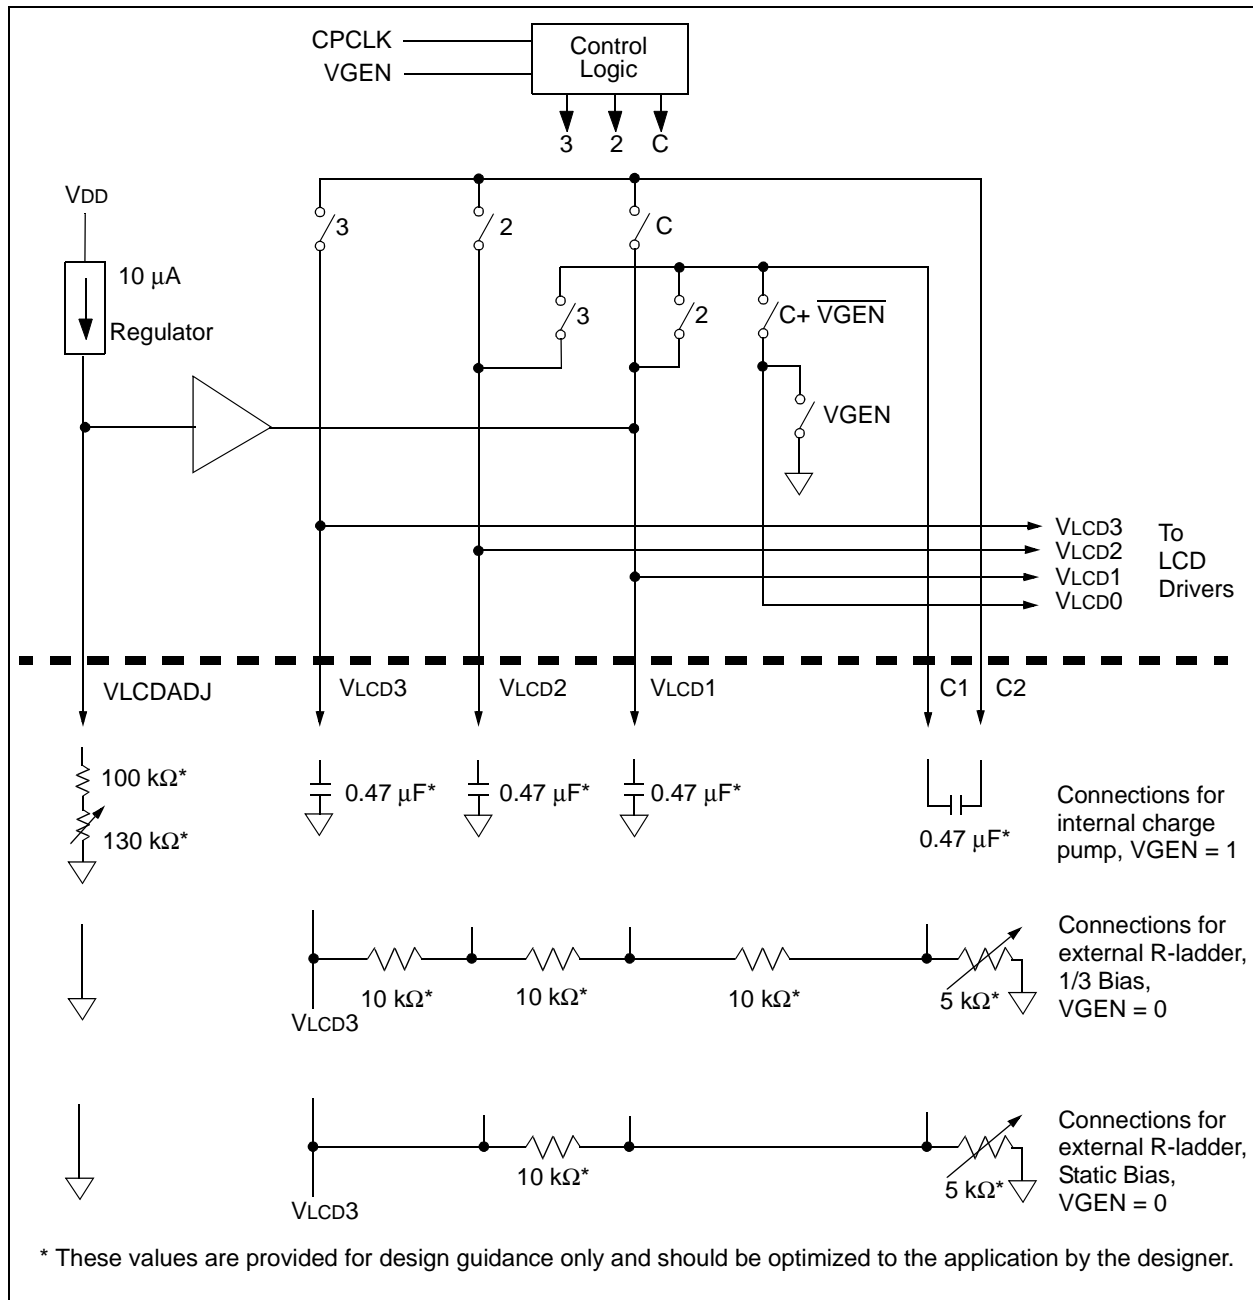 CPCLK
VGEN
Control
Logic
3 2 C
VDD
3
2
C
10 μA
Regulator
3
2
C+ V̅G̅E̅N̅
VGEN
VLCD3
VLCD2
VLCD1
VLCD0
To
LCD
Drivers
VLCDADJ
VLCD3
VLCD2
VLCD1
C1
C2
100 kΩ*
130 kΩ*
0.47 μF*
0.47 μF*
0.47 μF*
0.47 μF*
Connections for
internal charge
pump, VGEN = 1
10 kΩ*
10 kΩ*
10 kΩ*
5 kΩ*
VLCD3
Connections for
external R-ladder,
1/3 Bias,
VGEN = 0
10 kΩ*
5 kΩ*
VLCD3
Connections for
external R-ladder,
Static Bias,
VGEN = 0
* These values are provided for design guidance only and should be optimized to the application by the designer.